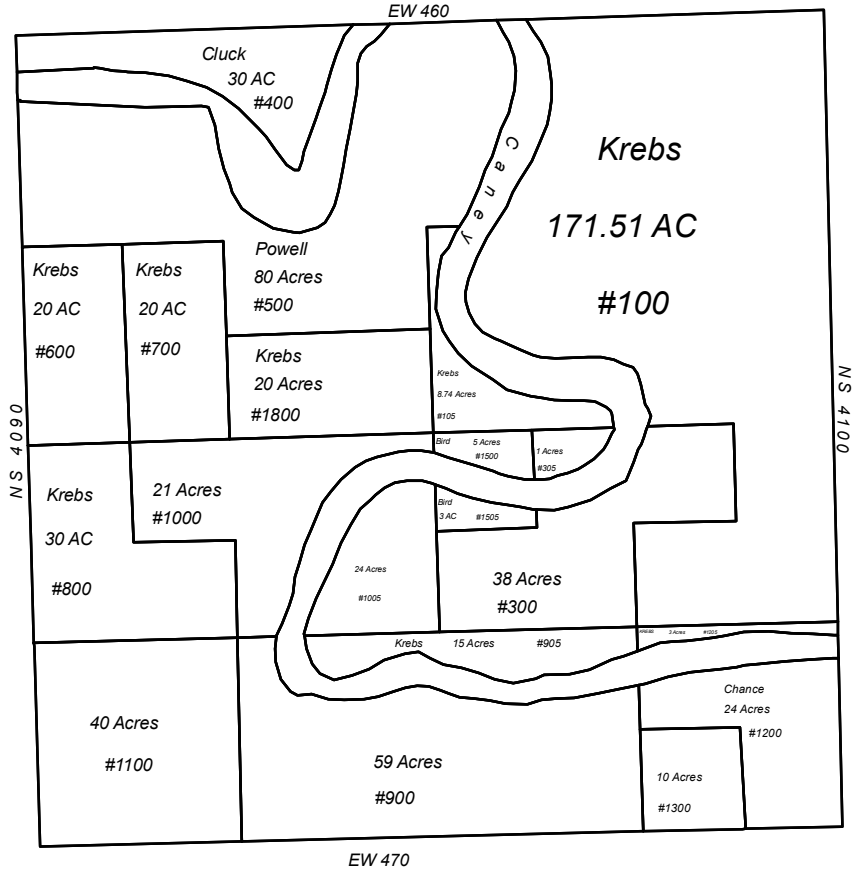 EW 460
Cluck
30 AC
#400
Caney
Krebs
171.51 AC
#100
Powell
80 Acres
#500
Krebs
20 AC
#600
Krebs
20 AC
#700
Krebs
20 Acres
#1800
Krebs
8.74 Acres
#105
NS 4090
NS 4100
Bird
5 Acres
#1500
1 Acres
#305
Krebs
30 AC
#800
21 Acres
#1000
Bird
3 AC #1505
24 Acres
#1005
38 Acres
#300
Krebs 15 Acres #905
KREBS 3 Acres #1205
Chance
24 Acres
#1200
40 Acres
#1100
59 Acres
#900
10 Acres
#1300
EW 470